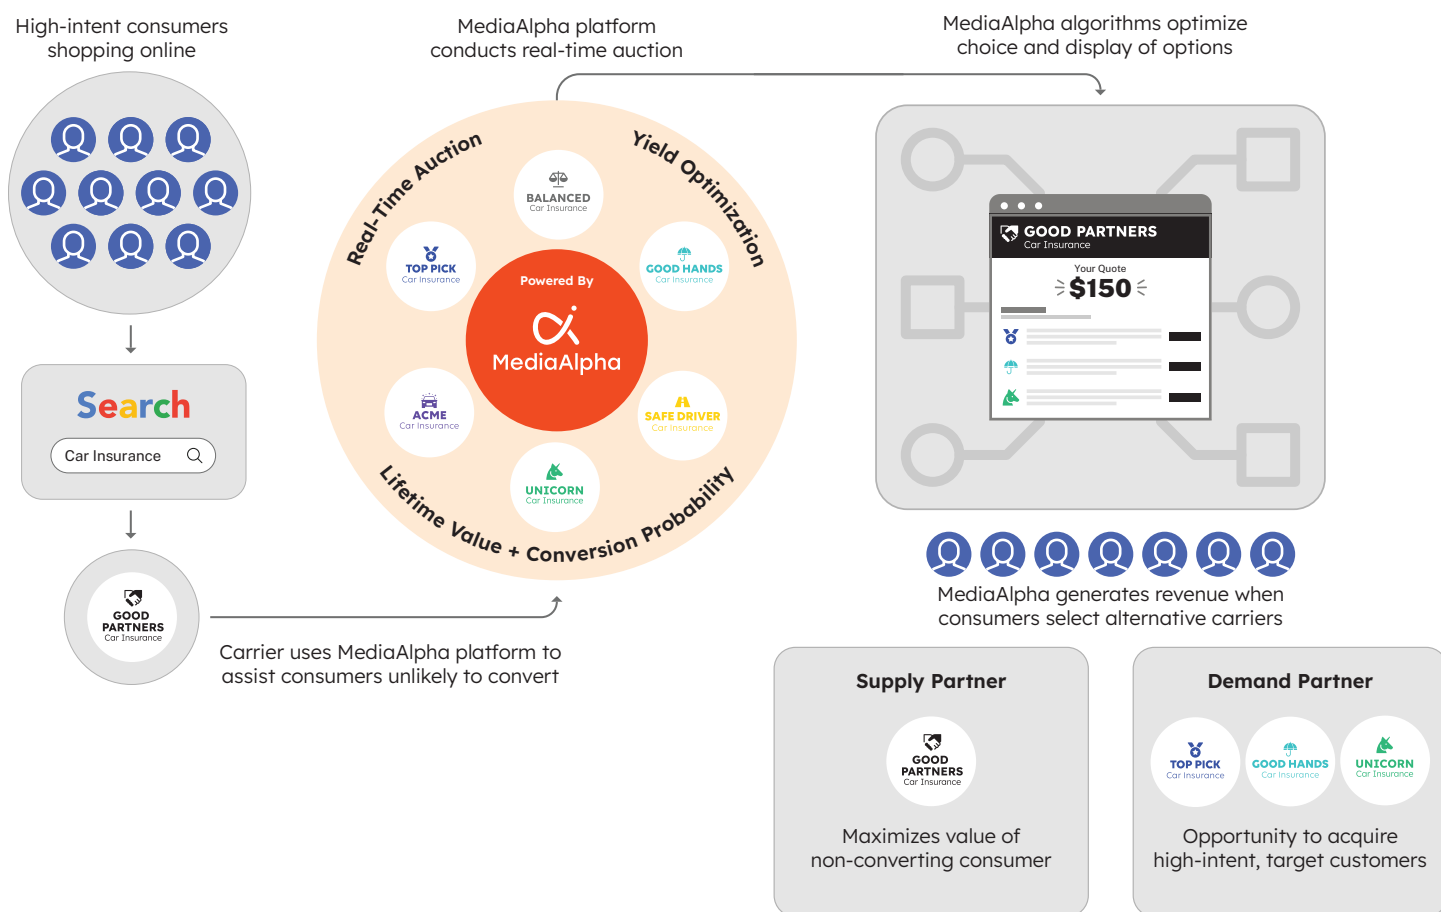 High-intent consumers
shopping online
Search
Car Insurance
GOOD
PARTNERS
Car Insurance
Carrier uses MediaAlpha platform to
assist consumers unlikely to convert
MediaAlpha platform
conducts real-time auction
Real-Time Auction
Yield Optimization
BALANCED
Car Insurance
TOP PICK
Car Insurance
GOOD HANDS
Car Insurance
Powered By
MediaAlpha
ACME
Car Insurance
SAFE DRIVER
Car Insurance
UNICORN
Car Insurance
Lifetime Value + Conversion Probability
MediaAlpha algorithms optimize
choice and display of options
GOOD PARTNERS
Car Insurance
Your Quote
$150
MediaAlpha generates revenue when
consumers select alternative carriers
Supply Partner
GOOD
PARTNERS
Car Insurance
Maximizes value of
non-converting consumer
Demand Partner
TOP PICK
Car Insurance
GOOD HANDS
Car Insurance
UNICORN
Car Insurance
Opportunity to acquire
high-intent, target customers